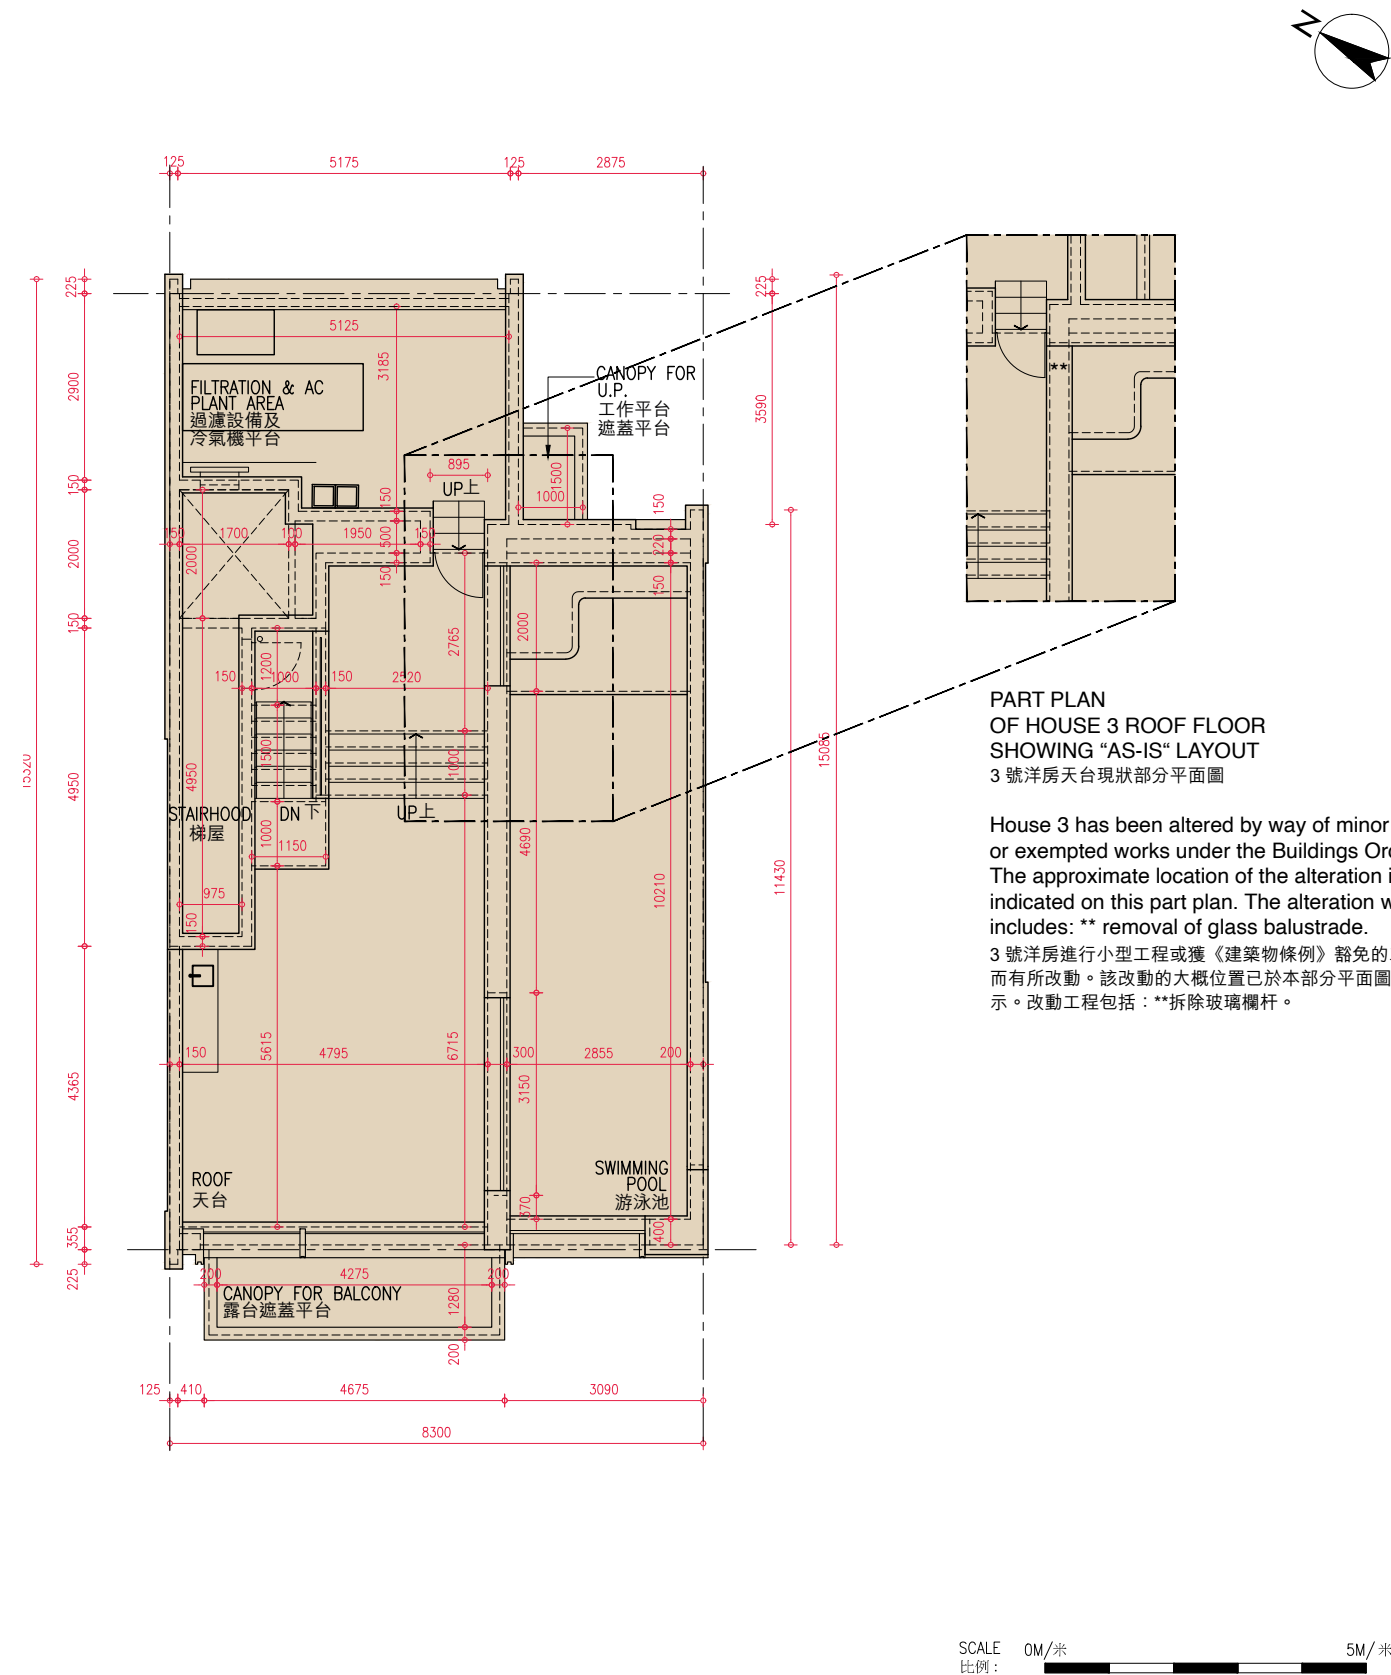 N
125 5175 125 2875
225
225
5125
3185
2900
3590
FILTRATION & AC
PLANT AREA
過濾設備及
冷氣機平台
CANOPY FOR
U.P.
工作平台
遮蓋平台
**
895
UP上
1500
1000
150
150
150
150 1700 100 1950 150
500
220
2000
2000
150
150
150
2000
2765
1200
150 1000 150 2520
15320
4950
4950
1500
1000
15085
STAIRHOOD
梯屋
DN 下
UP上
1000
1150
4690
11430
10210
975
150
PART PLAN
OF HOUSE 3 ROOF FLOOR
SHOWING “AS-IS“ LAYOUT
3 號洋房天台現狀部分平面圖
House 3 has been altered by way of minor
or exempted works under the Buildings
The approximate location of the alteration
indicated on this part plan. The alteration
includes: ** removal of glass balustrade.
3 號洋房進行小型工程或獲《建築物條例》豁免的
而有所改動。該改動的大概位置已於本部分平面圖
示。改動工程包括：**拆除玻璃欄杆。
150 4795 300 2855 200
5615
6715
3150
4365
ROOF
天台
SWIMMING
POOL
游泳池
370
400
355
225
200 4275 200
CANOPY FOR BALCONY
露台遮蓋平台
1280
200
125 410 4675 3090
8300
SCALE 0M/米 5M/米
比例：